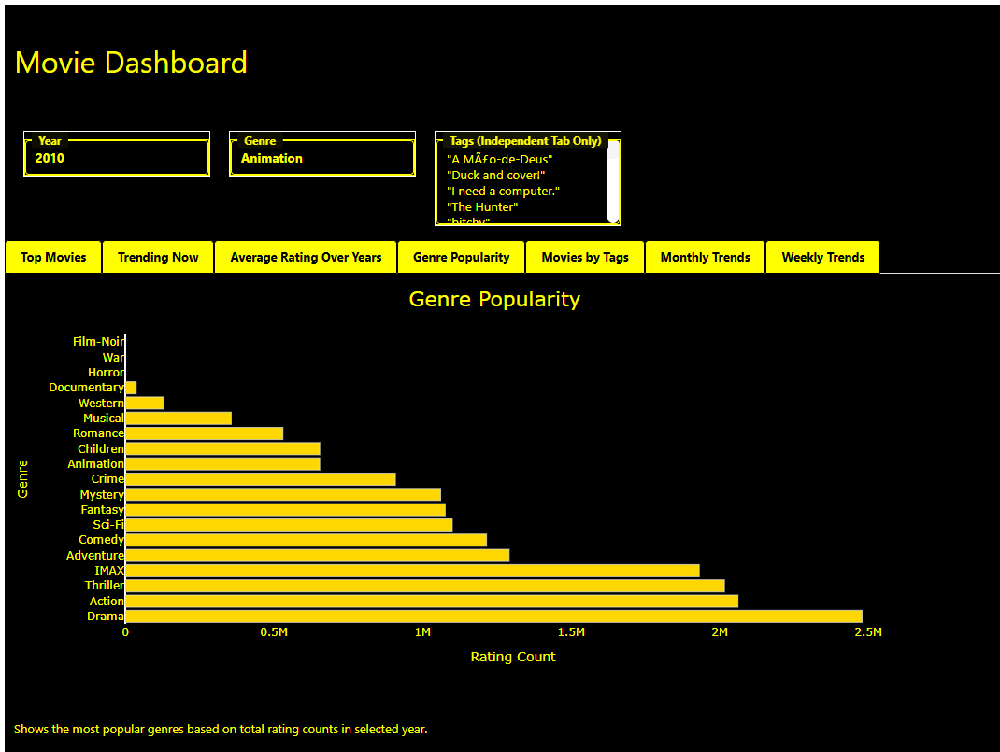 Movie Dashboard
Year
2010
Genre
Animation
Tags (Independent Tab Only)
"A MÃ£o-de-Deus"
"Duck and cover!"
"I need a computer."
"The Hunter"
"bitchy"
Top Movies
Trending Now
Average Rating Over Years
Genre Popularity
Movies by Tags
Monthly Trends
Weekly Trends
Genre Popularity
Genre
Film-Noir
War
Horror
Documentary
Western
Musical
Romance
Children
Animation
Crime
Mystery
Fantasy
Sci-Fi
Comedy
Adventure
IMAX
Thriller
Action
Drama
0 0.5M 1M 1.5M 2M 2.5M
Rating Count
Shows the most popular genres based on total rating counts in selected year.